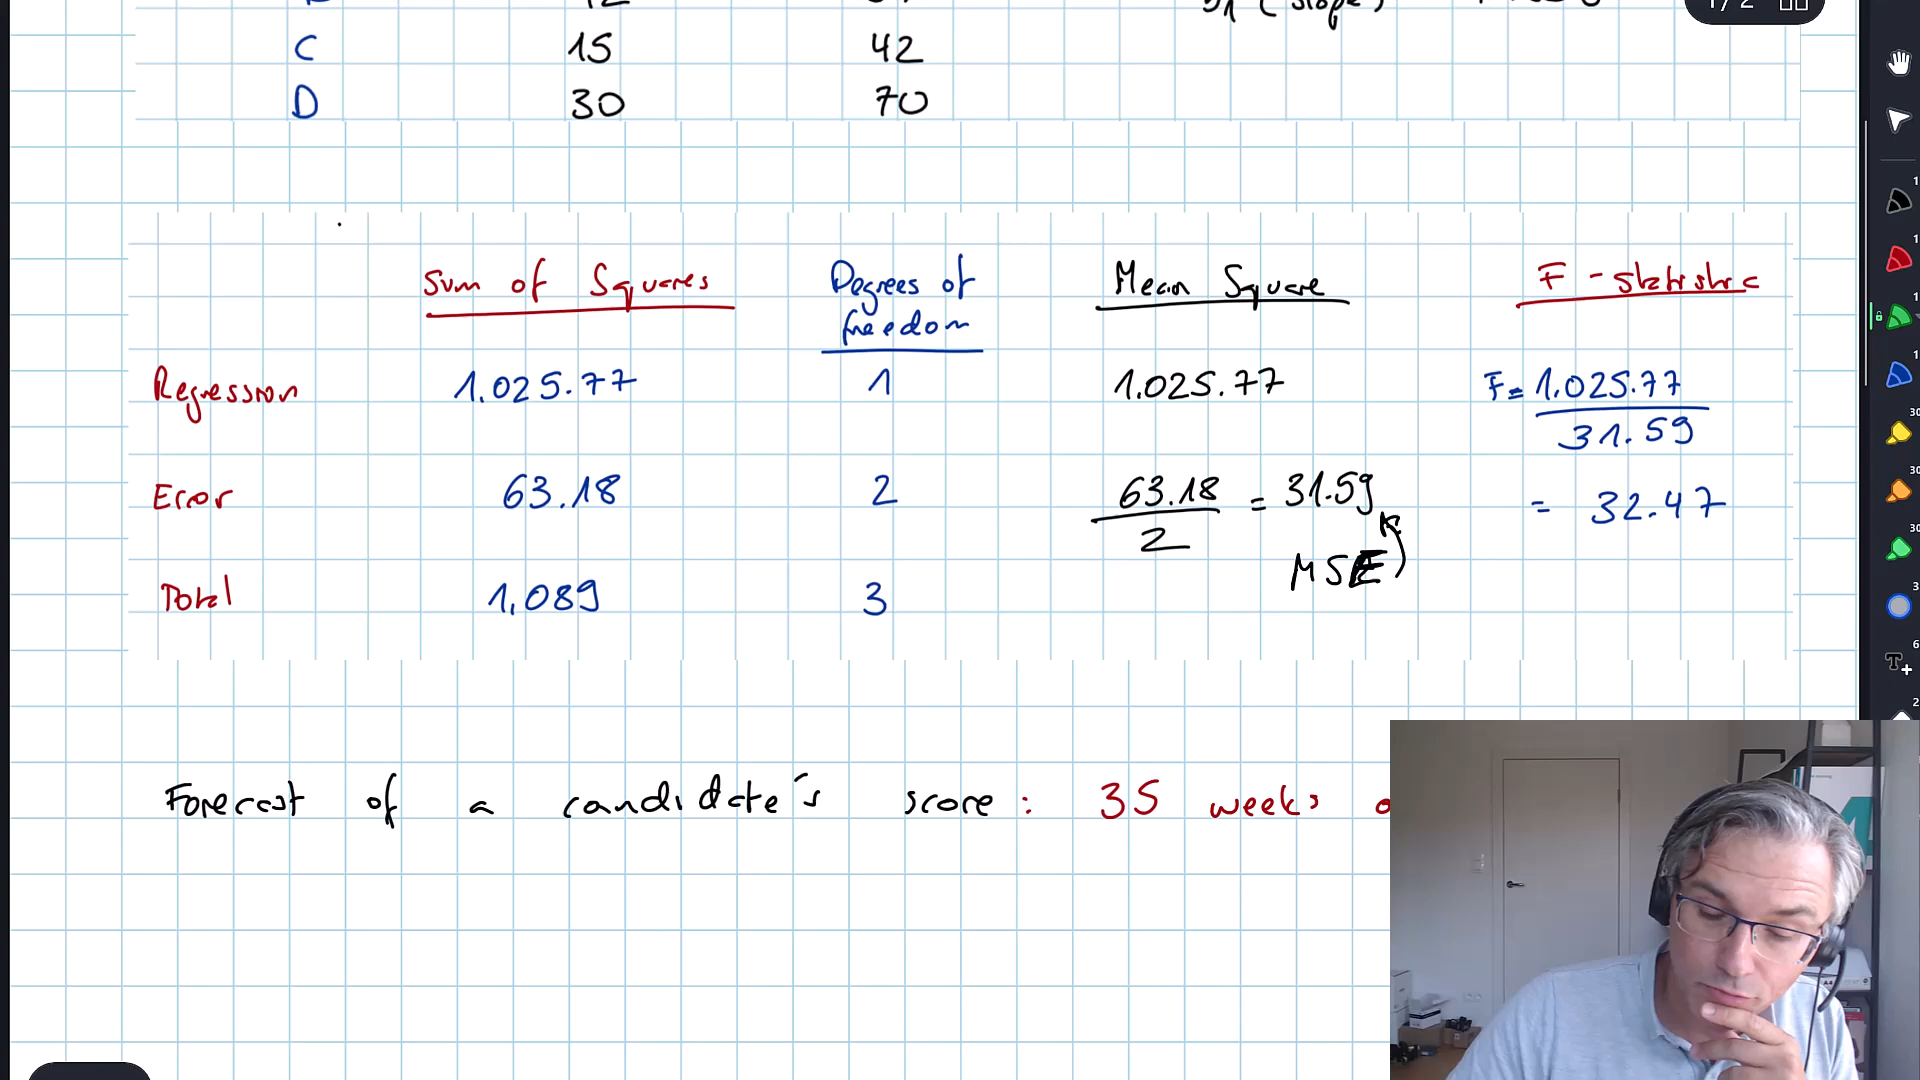 1/2
C 15 42
D 30 70
Sum of Squares Degrees of freedom Mean Square F-statistic
Regression 1.025.77 1 1.025.77 F = 1.025.77 / 31.59
Error 63.18 2 63.18 / 2 = 31.59 = 32.47
MSE
Total 1,089 3
Forecast of a candidate's score: 35 weeks